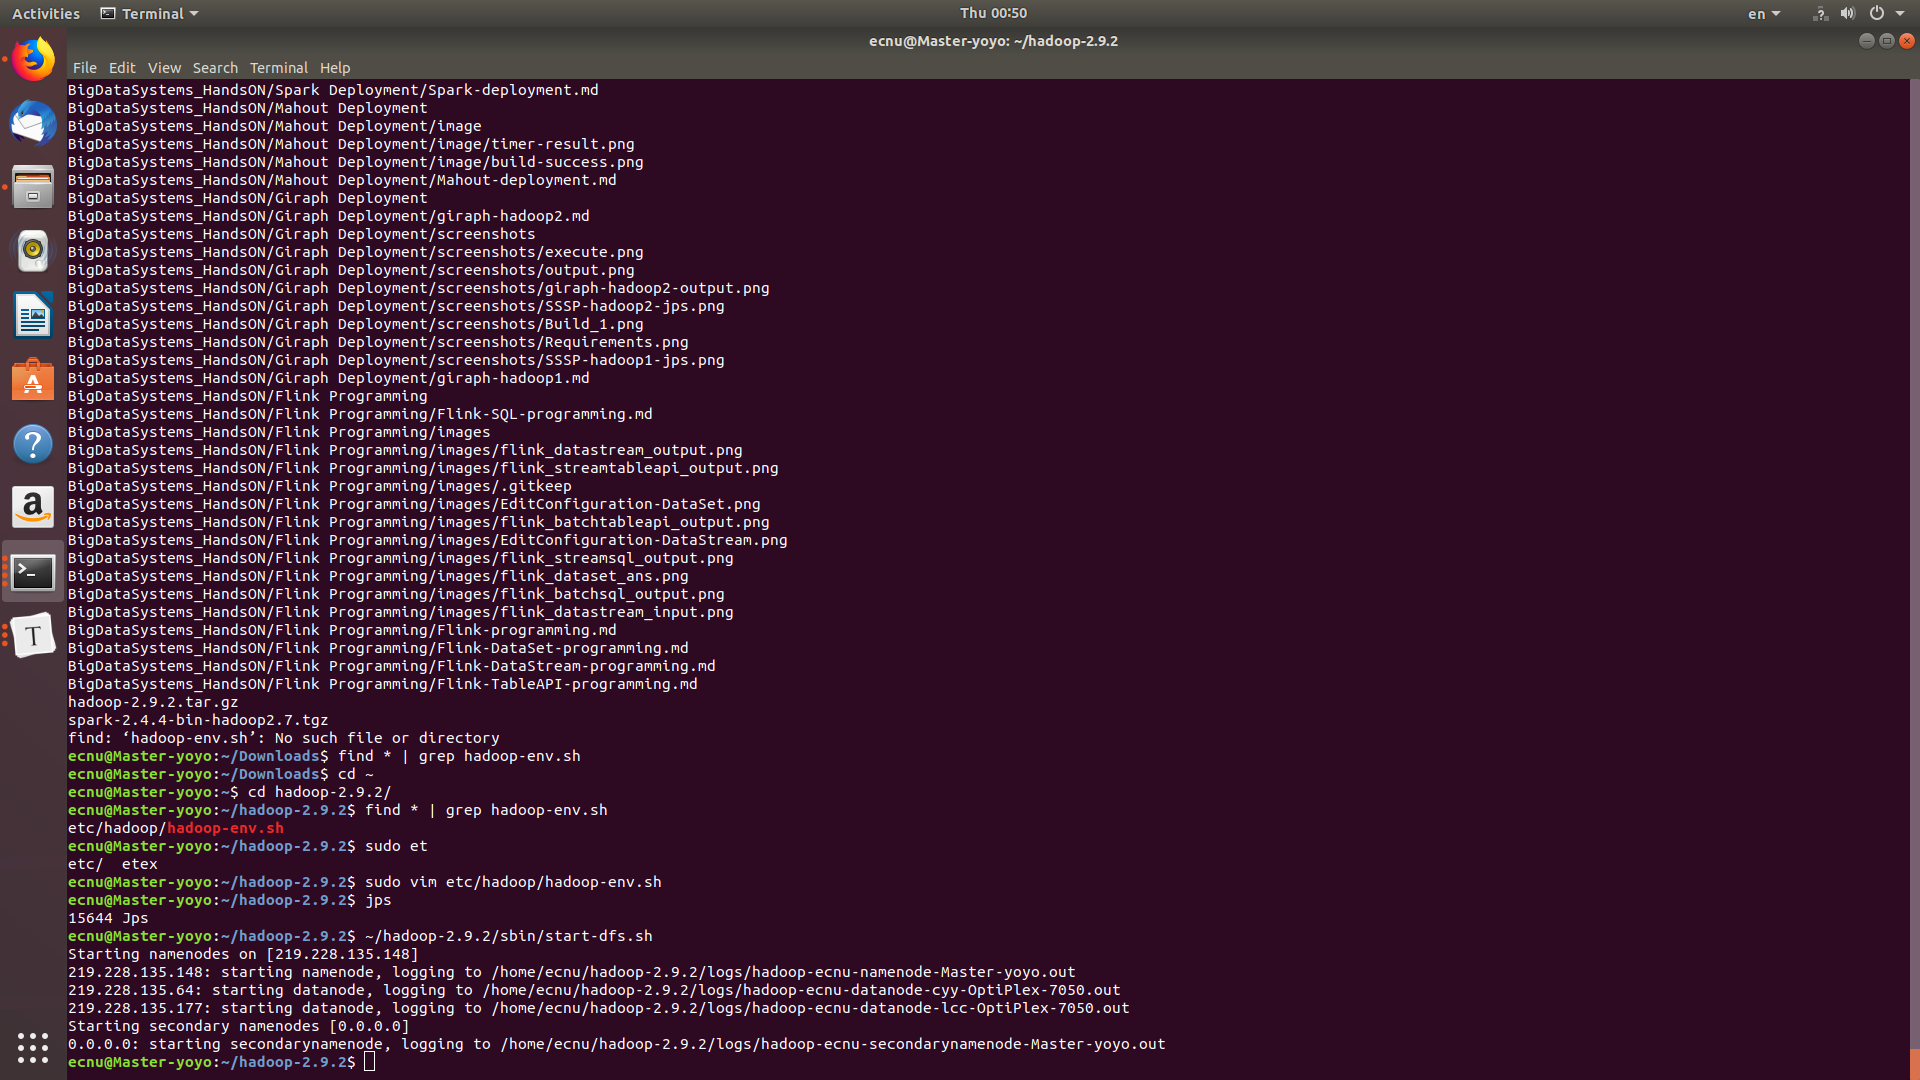 Activities Terminal Thu 00:50 en
ecnu@Master-yoyo: ~/hadoop-2.9.2
File Edit View Search Terminal Help
BigDataSystems_HandsON/Spark Deployment/Spark-deployment.md
BigDataSystems_HandsON/Mahout Deployment
BigDataSystems_HandsON/Mahout Deployment/image
BigDataSystems_HandsON/Mahout Deployment/image/timer-result.png
BigDataSystems_HandsON/Mahout Deployment/image/build-success.png
BigDataSystems_HandsON/Mahout Deployment/Mahout-deployment.md
BigDataSystems_HandsON/Giraph Deployment
BigDataSystems_HandsON/Giraph Deployment/giraph-hadoop2.md
BigDataSystems_HandsON/Giraph Deployment/screenshots
BigDataSystems_HandsON/Giraph Deployment/screenshots/execute.png
BigDataSystems_HandsON/Giraph Deployment/screenshots/output.png
BigDataSystems_HandsON/Giraph Deployment/screenshots/giraph-hadoop2-output.png
BigDataSystems_HandsON/Giraph Deployment/screenshots/SSSP-hadoop2-jps.png
BigDataSystems_HandsON/Giraph Deployment/screenshots/Build_1.png
BigDataSystems_HandsON/Giraph Deployment/screenshots/Requirements.png
BigDataSystems_HandsON/Giraph Deployment/screenshots/SSSP-hadoop1-jps.png
BigDataSystems_HandsON/Giraph Deployment/giraph-hadoop1.md
BigDataSystems_HandsON/Flink Programming
BigDataSystems_HandsON/Flink Programming/Flink-SQL-programming.md
BigDataSystems_HandsON/Flink Programming/images
BigDataSystems_HandsON/Flink Programming/images/flink_datastream_output.png
BigDataSystems_HandsON/Flink Programming/images/flink_streamtableapi_output.png
BigDataSystems_HandsON/Flink Programming/images/.gitkeep
BigDataSystems_HandsON/Flink Programming/images/EditConfiguration-DataSet.png
BigDataSystems_HandsON/Flink Programming/images/flink_batchtableapi_output.png
BigDataSystems_HandsON/Flink Programming/images/EditConfiguration-DataStream.png
BigDataSystems_HandsON/Flink Programming/images/flink_streamsql_output.png
BigDataSystems_HandsON/Flink Programming/images/flink_dataset_ans.png
BigDataSystems_HandsON/Flink Programming/images/flink_batchsql_output.png
BigDataSystems_HandsON/Flink Programming/images/flink_datastream_input.png
BigDataSystems_HandsON/Flink Programming/Flink-programming.md
BigDataSystems_HandsON/Flink Programming/Flink-DataSet-programming.md
BigDataSystems_HandsON/Flink Programming/Flink-DataStream-programming.md
BigDataSystems_HandsON/Flink Programming/Flink-TableAPI-programming.md
hadoop-2.9.2.tar.gz
spark-2.4.4-bin-hadoop2.7.tgz
find: ‘hadoop-env.sh’: No such file or directory
ecnu@Master-yoyo:~/Downloads$ find * | grep hadoop-env.sh
ecnu@Master-yoyo:~/Downloads$ cd ~
ecnu@Master-yoyo:~$ cd hadoop-2.9.2/
ecnu@Master-yoyo:~/hadoop-2.9.2$ find * | grep hadoop-env.sh
etc/hadoop/hadoop-env.sh
ecnu@Master-yoyo:~/hadoop-2.9.2$ sudo et
etc/  etex
ecnu@Master-yoyo:~/hadoop-2.9.2$ sudo vim etc/hadoop/hadoop-env.sh
ecnu@Master-yoyo:~/hadoop-2.9.2$ jps
15644 Jps
ecnu@Master-yoyo:~/hadoop-2.9.2$ ~/hadoop-2.9.2/sbin/start-dfs.sh
Starting namenodes on [219.228.135.148]
219.228.135.148: starting namenode, logging to /home/ecnu/hadoop-2.9.2/logs/hadoop-ecnu-namenode-Master-yoyo.out
219.228.135.64: starting datanode, logging to /home/ecnu/hadoop-2.9.2/logs/hadoop-ecnu-datanode-cyy-OptiPlex-7050.out
219.228.135.177: starting datanode, logging to /home/ecnu/hadoop-2.9.2/logs/hadoop-ecnu-datanode-lcc-OptiPlex-7050.out
Starting secondary namenodes [0.0.0.0]
0.0.0.0: starting secondarynamenode, logging to /home/ecnu/hadoop-2.9.2/logs/hadoop-ecnu-secondarynamenode-Master-yoyo.out
ecnu@Master-yoyo:~/hadoop-2.9.2$